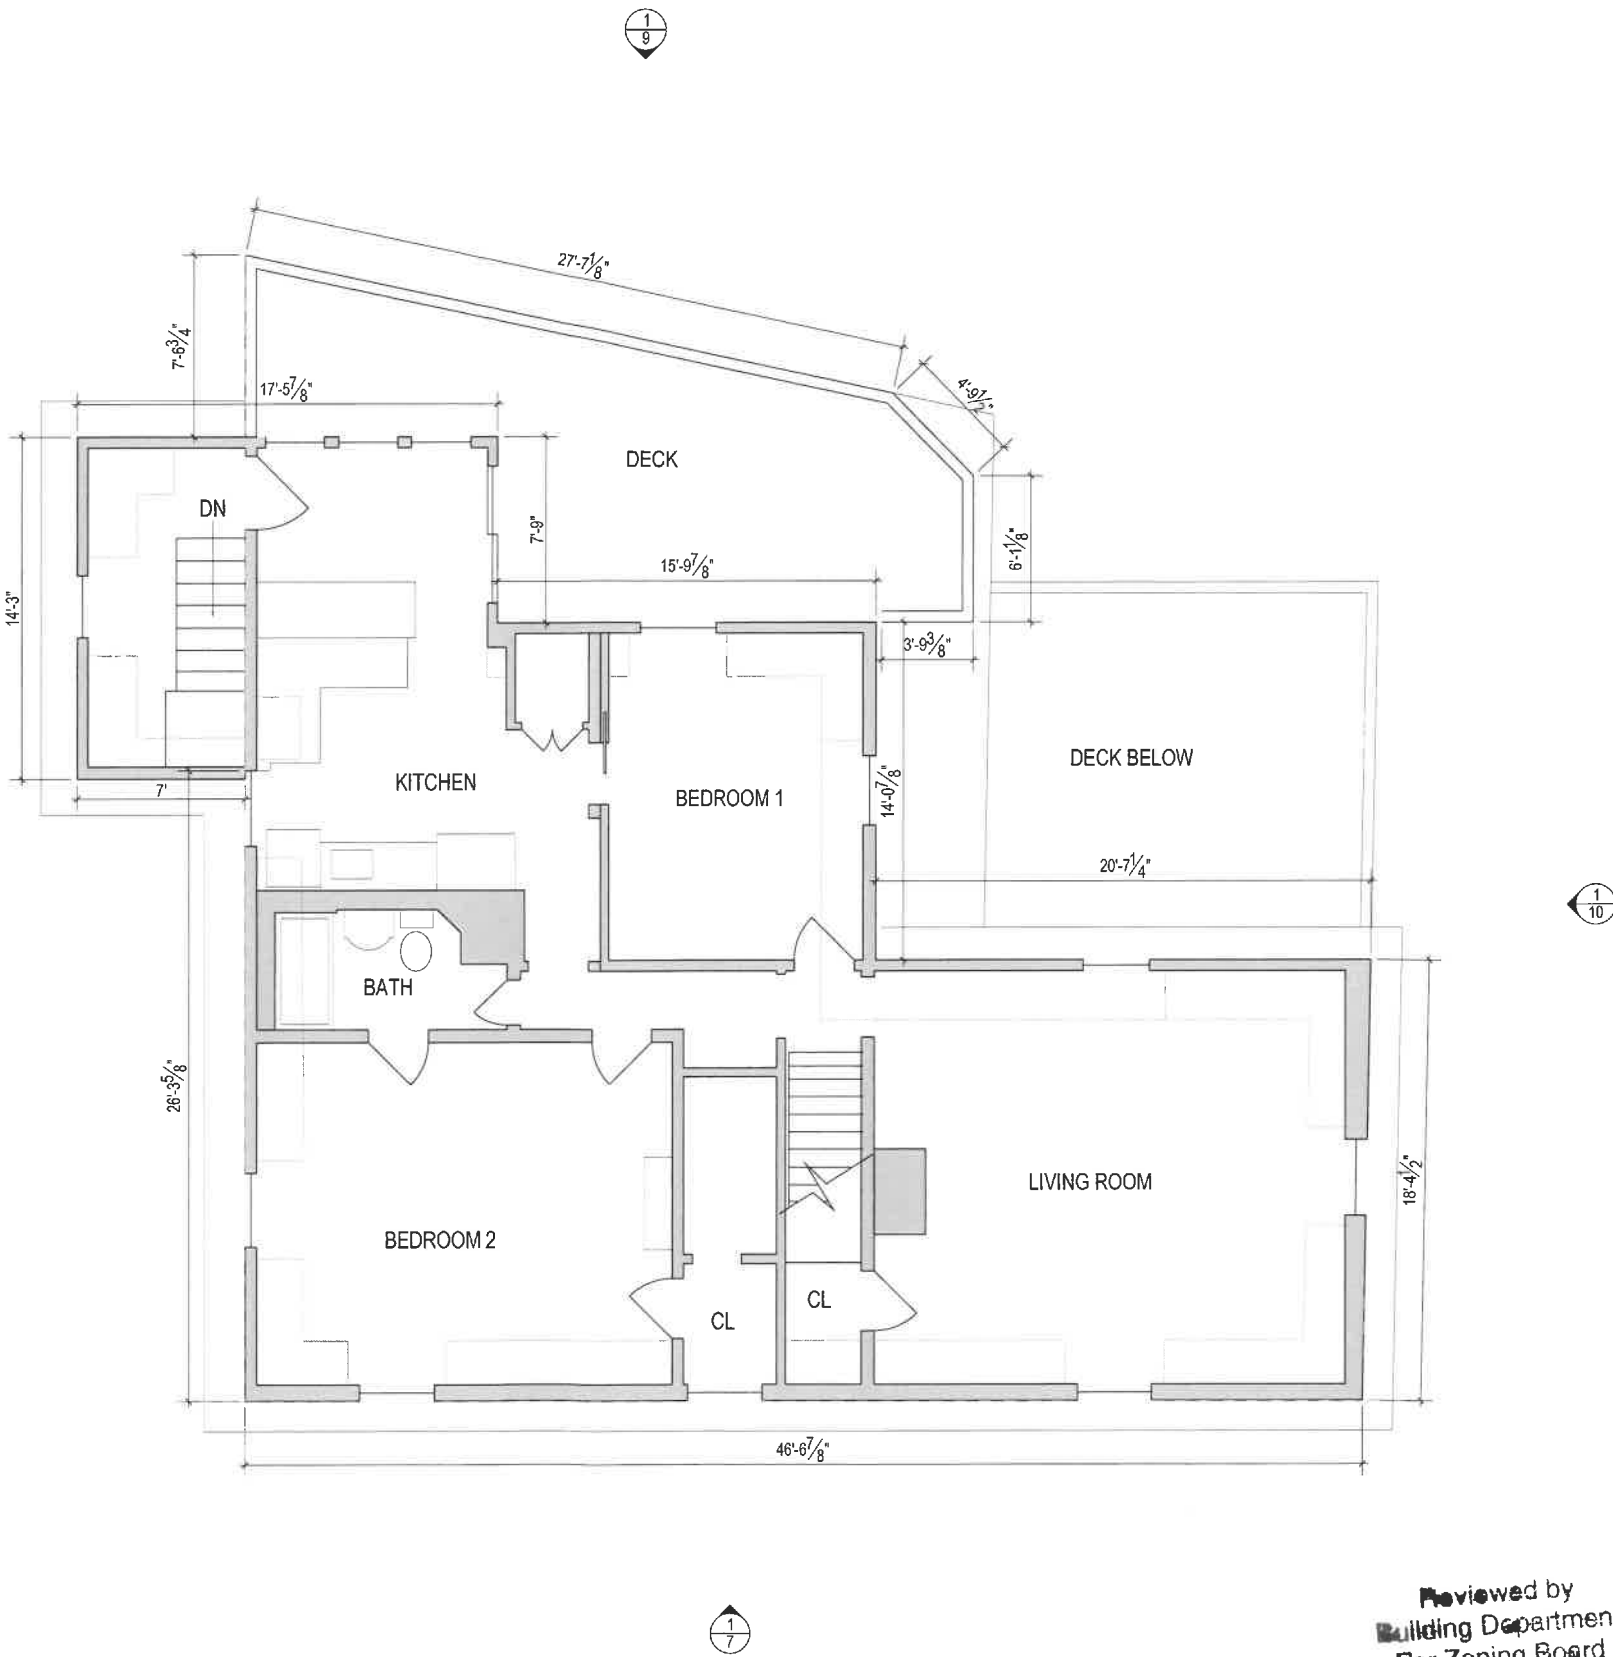 1
9
27'-7 1/8"
7'-6 3/4"
17'-5 7/8"
4'-9 1/2"
DECK
DN
7'-9"
6'-1 1/8"
15'-9 7/8"
14'-3"
3'-9 3/8"
DECK BELOW
KITCHEN
7'
BEDROOM 1
14'-0 7/8"
20'-7 1/4"
1
10
BATH
26'-3 5/8"
LIVING ROOM
18'-4 1/2"
BEDROOM 2
CL
CL
46'-6 7/8"
1
7
Reviewed by
Building Departmen
For Zoning Board